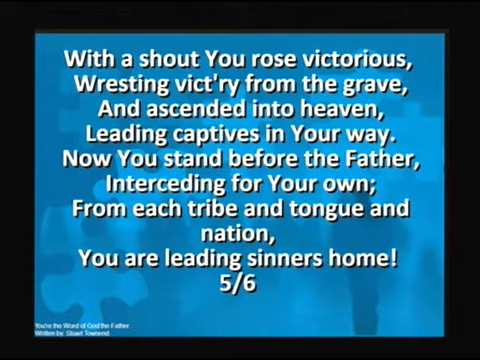 With a shout You rose victorious,
Wresting vict'ry from the grave,
And ascended into heaven,
Leading captives in Your way.
Now You stand before the Father,
Interceding for Your own;
From each tribe and tongue and
nation,
You are leading sinners home!
5/6
You're the Word of God the Father
Written by: Stuart Townend